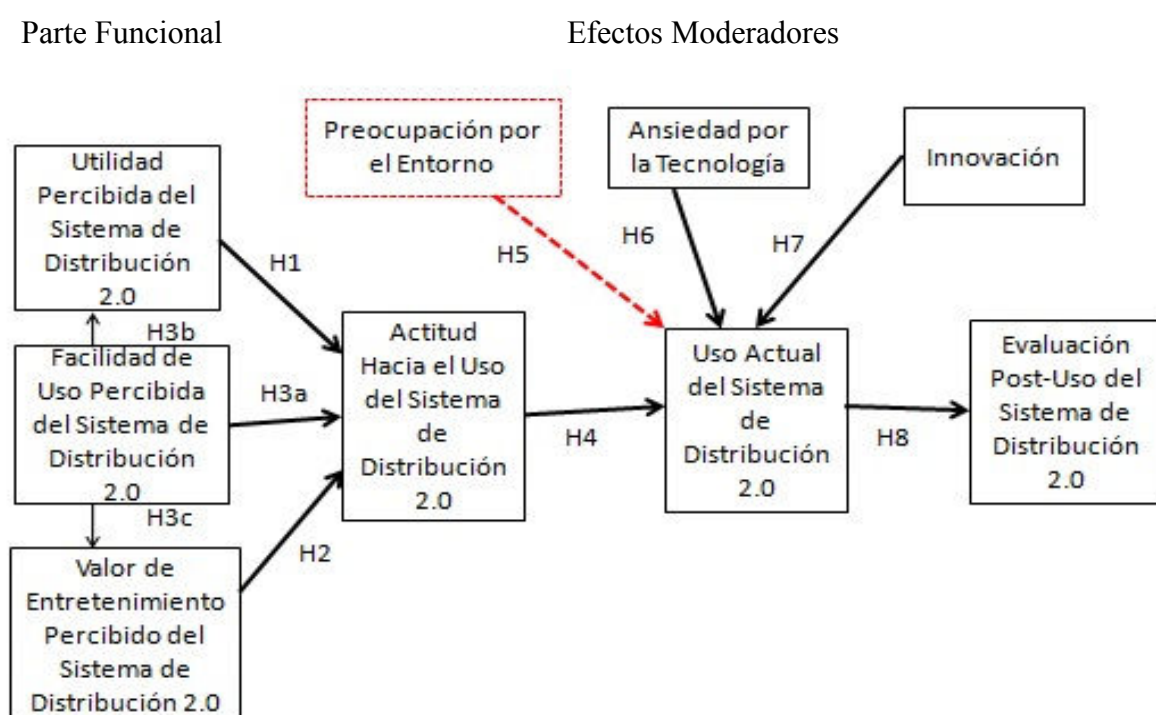 Parte Funcional
Efectos Moderadores
Preocupación por
el Entorno
Ansiedad por
la Tecnología
Innovación
Utilidad
Percibida del
Sistema de
Distribución
2.0
H1
H5
H6
H7
H3b
Facilidad de
Uso Percibida
del Sistema de
Distribución
2.0
H3a
Actitud
Hacia el Uso
del Sistema
de
Distribución
2.0
H4
Uso Actual
del Sistema
de
Distribución
2.0
H8
Evaluación
Post-Uso del
Sistema de
Distribución
2.0
H3c
H2
Valor de
Entretenimiento
Percibido del
Sistema de
Distribución 2.0